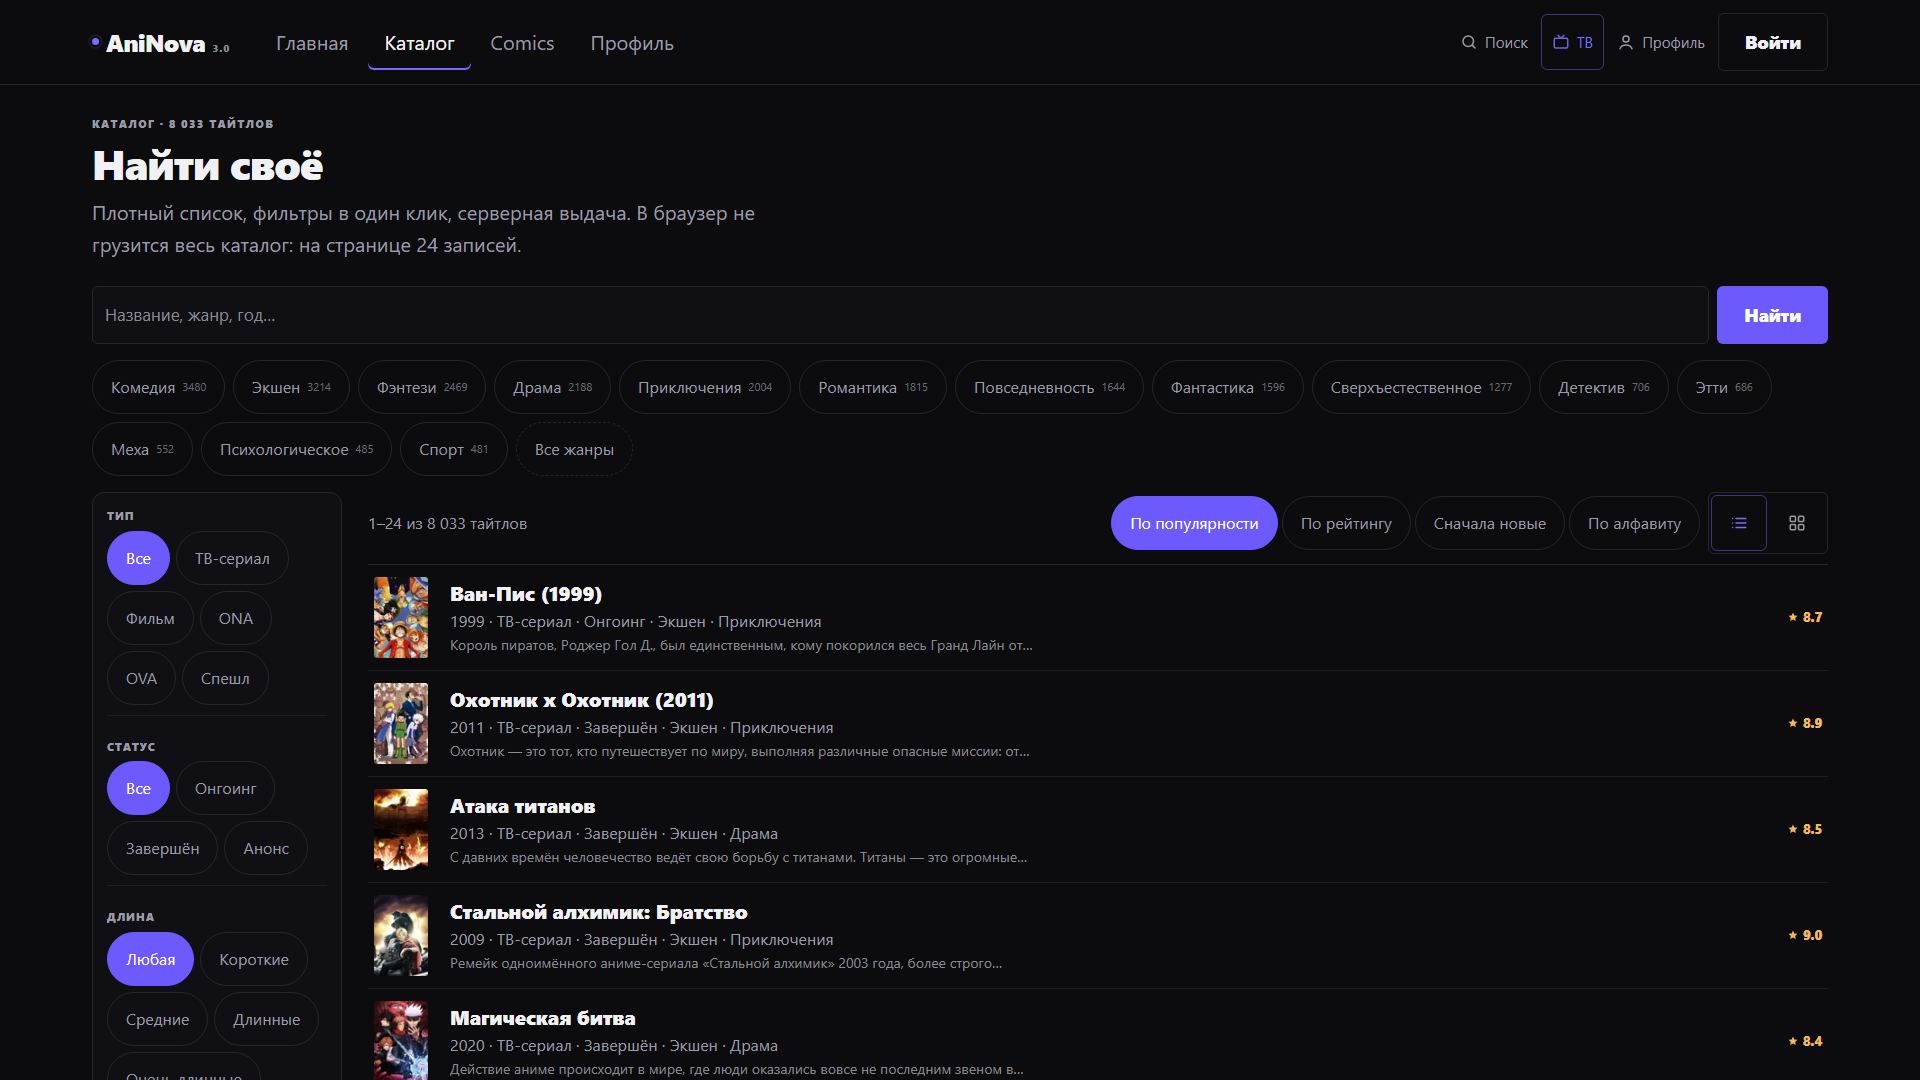 AniNova 3.0 Главная Каталог Comics Профиль Поиск ТВ Профиль Войти
КАТАЛОГ · 8 033 ТАЙТЛОВ
Найти своё
Плотный список, фильтры в один клик, серверная выдача. В браузер не
грузится весь каталог: на странице 24 записей.
Название, жанр, год... Найти
Комедия 3480 Экшен 3214 Фэнтези 2469 Драма 2188 Приключения 2004 Романтика 1815 Повседневность 1644 Фантастика 1596 Сверхъестественное 1277 Детектив 706 Этти 686
Меха 552 Психологическое 485 Спорт 481 Все жанры
ТИП
Все ТВ-сериал
Фильм ONA
OVA Спешл
СТАТУС
Все Онгоинг
Завершён Анонс
ДЛИНА
Любая Короткие
Средние Длинные
Очень длинные
1–24 из 8 033 тайтлов По популярности По рейтингу Сначала новые По алфавиту
Ван-Пис (1999)
1999 · ТВ-сериал · Онгоинг · Экшен · Приключения
Король пиратов, Роджер Гол Д., был единственным, кому покорился весь Гранд Лайн от...
★ 8.7
Охотник х Охотник (2011)
2011 · ТВ-сериал · Завершён · Экшен · Приключения
Охотник — это тот, кто путешествует по миру, выполняя различные опасные миссии: от...
★ 8.9
Атака титанов
2013 · ТВ-сериал · Завершён · Экшен · Драма
С давних времён человечество ведёт свою борьбу с титанами. Титаны — это огромные...
★ 8.5
Стальной алхимик: Братство
2009 · ТВ-сериал · Завершён · Экшен · Приключения
Ремейк одноимённого аниме-сериала «Стальной алхимик» 2003 года, более строго...
★ 9.0
Магическая битва
2020 · ТВ-сериал · Завершён · Экшен · Драма
Действие аниме происходит в мире, где люди оказались вовсе не последним звеном в...
★ 8.4